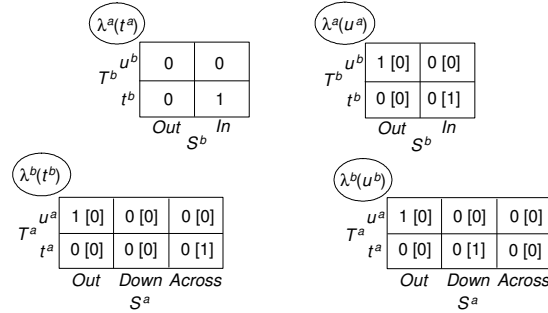 λᵃ(tᵃ) λᵃ(uᵃ)
uᵇ 0 0 uᵇ 1 [0] 0 [0]
Tᵇ Tᵇ
tᵇ 0 1 tᵇ 0 [0] 0 [1]
Out In Out In
Sᵇ Sᵇ
λᵇ(tᵇ) λᵇ(uᵇ)
uᵃ 1 [0] 0 [0] 0 [0] uᵃ 1 [0] 0 [0] 0 [0]
Tᵃ Tᵃ
tᵃ 0 [0] 0 [0] 0 [1] tᵃ 0 [0] 0 [1] 0 [0]
Out Down Across Out Down Across
Sᵃ Sᵃ